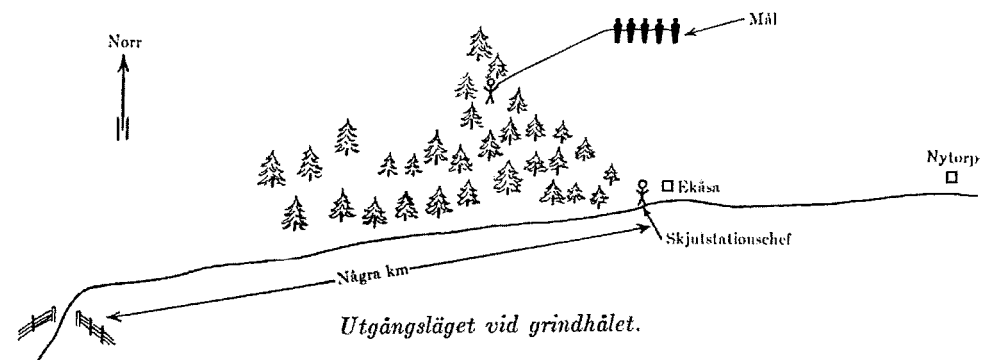 Mål
Norr
Nytorp
Ekåsa
Skjutstationschef
Några km
Utgångsläget vid grindhålet.